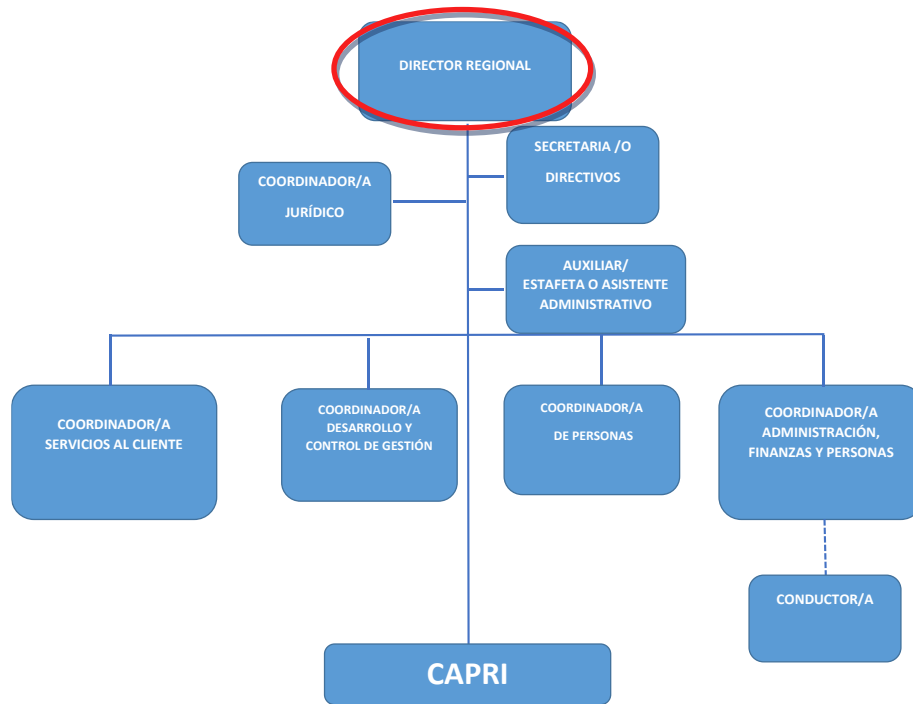 DIRECTOR REGIONAL
SECRETARIA /O
DIRECTIVOS
COORDINADOR/A
JURÍDICO
AUXILIAR/
ESTAFETA O ASISTENTE
ADMINISTRATIVO
COORDINADOR/A
SERVICIOS AL CLIENTE
COORDINADOR/A
DESARROLLO Y
CONTROL DE GESTIÓN
COORDINADOR/A
DE PERSONAS
COORDINADOR/A
ADMINISTRACIÓN,
FINANZAS Y PERSONAS
CONDUCTOR/A
CAPRI